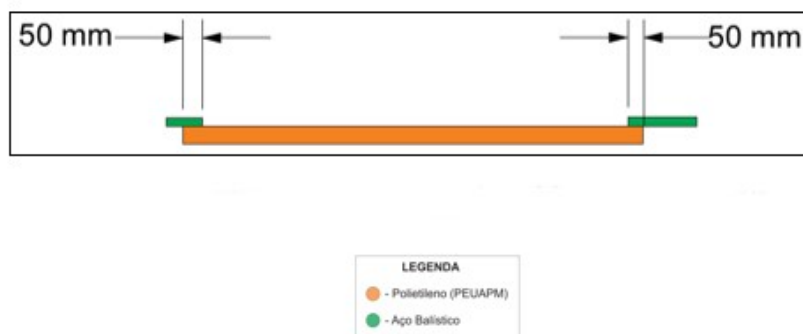 50 mm 50 mm
LEGENDA
- Polietileno (PEUAPM)
- Aço Balístico